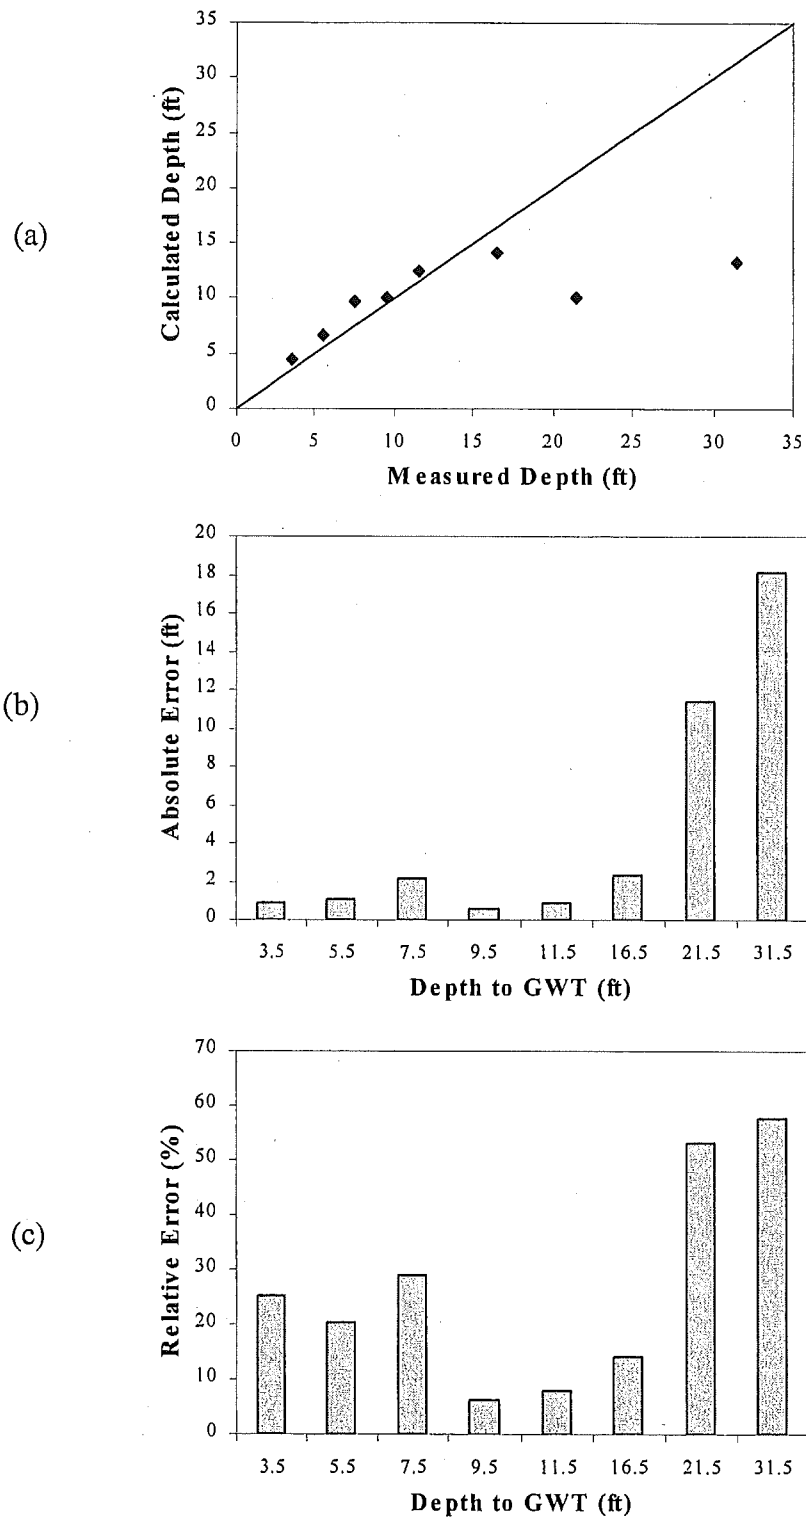 (a)
Calculated Depth (ft)
35
30
25
20
15
10
5
0
0 5 10 15 20 25 30 35
Measured Depth (ft)
(b)
Absolute Error (ft)
20
18
16
14
12
10
8
6
4
2
0
3.5 5.5 7.5 9.5 11.5 16.5 21.5 31.5
Depth to GWT (ft)
(c)
Relative Error (%)
70
60
50
40
30
20
10
0
3.5 5.5 7.5 9.5 11.5 16.5 21.5 31.5
Depth to GWT (ft)